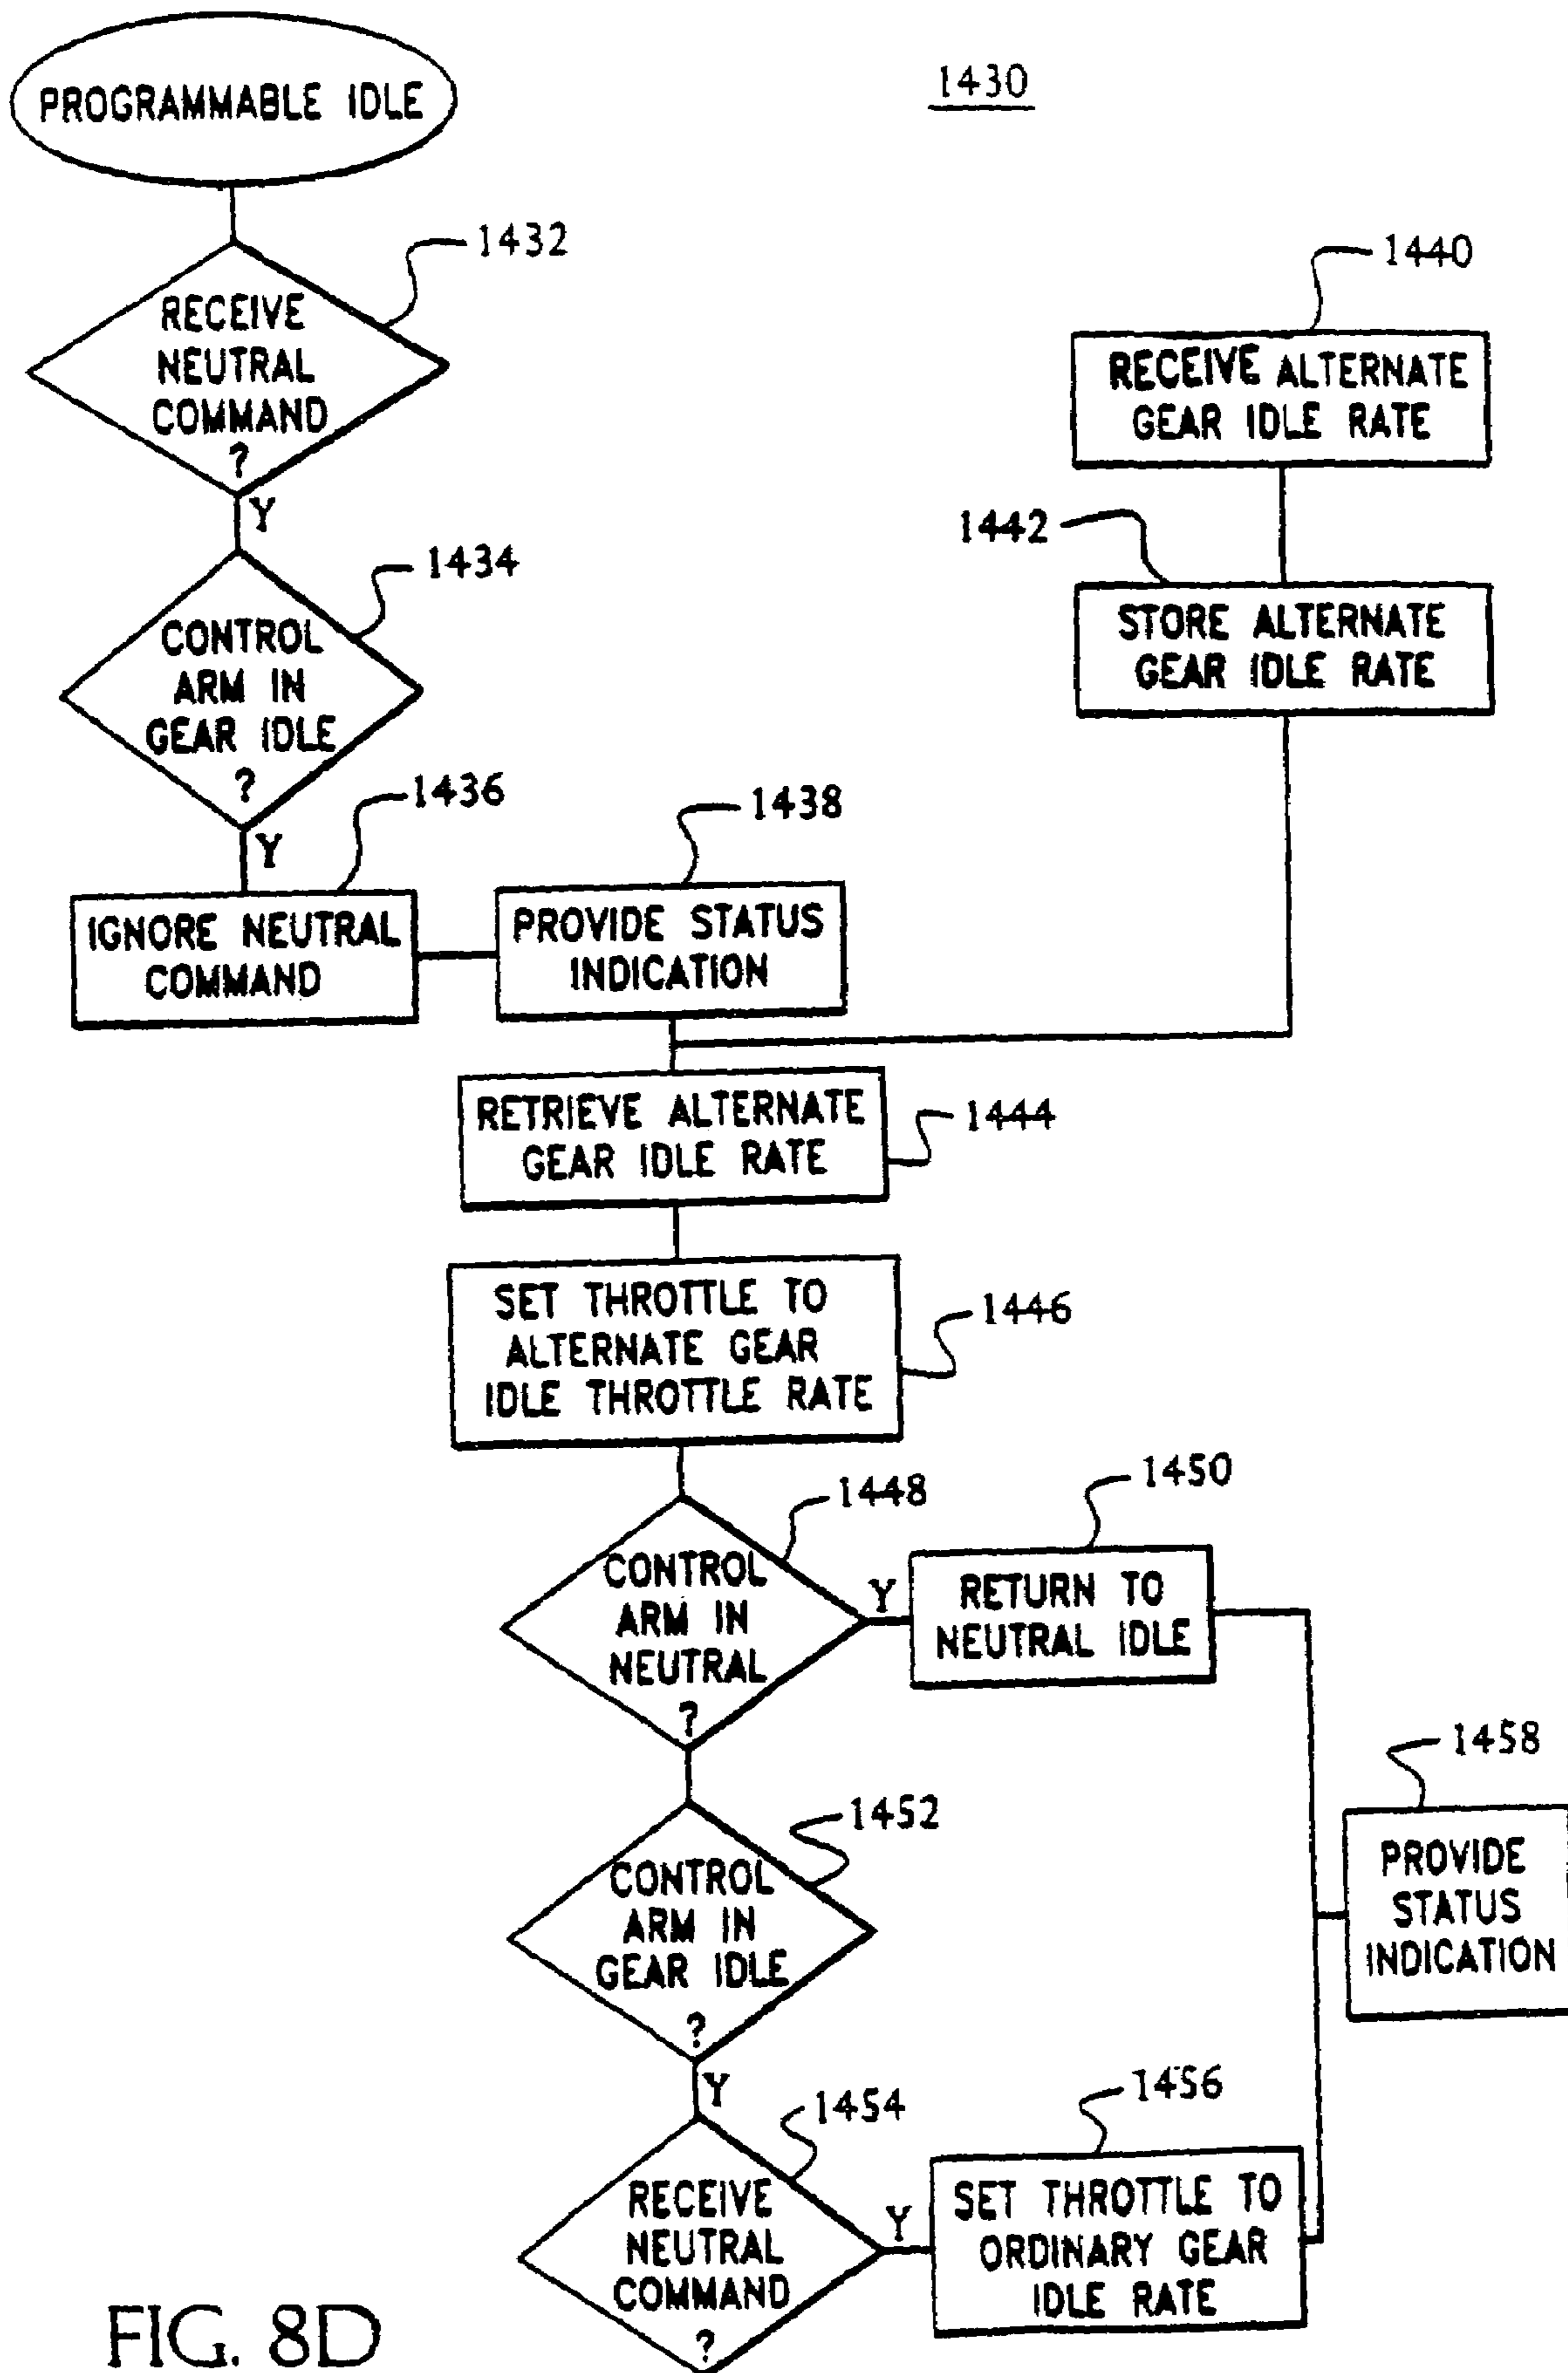 PROGRAMMABLE IDLE
1430
1432
RECEIVE
NEUTRAL
COMMAND
?
Y
1440
RECEIVE ALTERNATE
GEAR IDLE RATE
1442
STORE ALTERNATE
GEAR IDLE RATE
1434
CONTROL
ARM IN
GEAR IDLE
?
Y
1436
IGNORE NEUTRAL
COMMAND
1438
PROVIDE STATUS
INDICATION
RETRIEVE ALTERNATE
GEAR IDLE RATE
1444
SET THROTTLE TO
ALTERNATE GEAR
IDLE THROTTLE RATE
1446
1448
CONTROL
ARM IN
NEUTRAL
?
Y
1450
RETURN TO
NEUTRAL IDLE
1452
CONTROL
ARM IN
GEAR IDLE
?
Y
1458
PROVIDE
STATUS
INDICATION
1454
RECEIVE
NEUTRAL
COMMAND
?
Y
1456
SET THROTTLE TO
ORDINARY GEAR
IDLE RATE
FIG. 8D